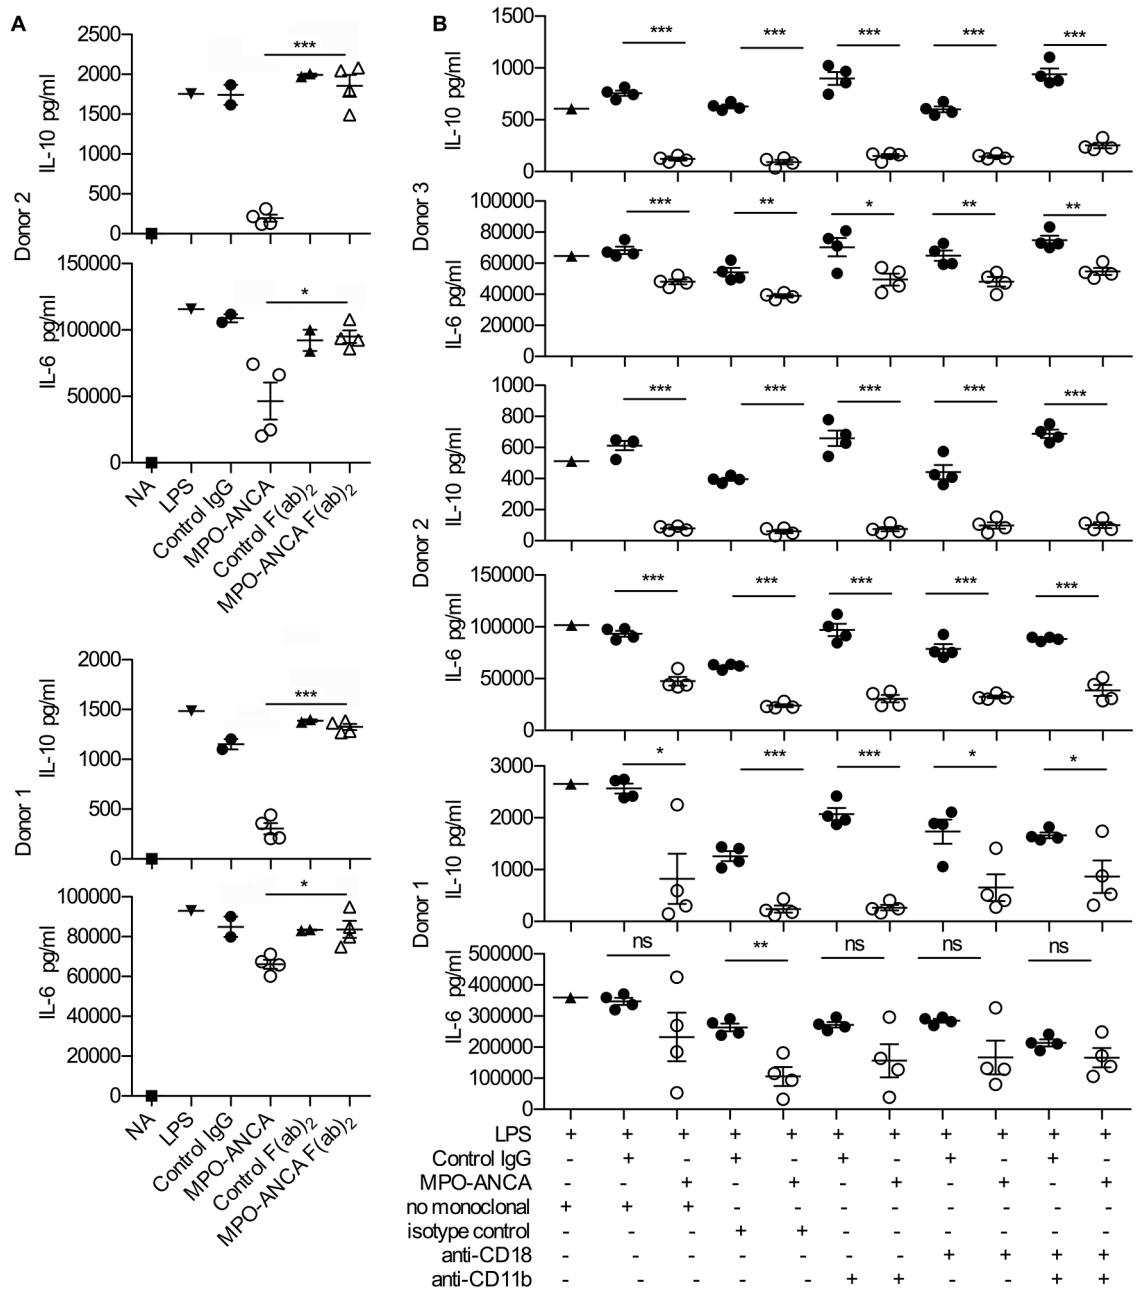 A
Donor 2
IL-10 pg/ml
2500
2000
1500
1000
500
0
***
IL-6 pg/ml
150000
100000
50000
0
*
NA
LPS
Control IgG
MPO-ANCA
Control F(ab)2
MPO-ANCA F(ab)2
Donor 1
IL-10 pg/ml
2000
1500
1000
500
0
***
IL-6 pg/ml
100000
80000
60000
40000
20000
0
*
NA
LPS
Control IgG
MPO-ANCA
Control F(ab)2
MPO-ANCA F(ab)2
B
Donor 3
IL-10 pg/ml
1500
1000
500
0
*** *** *** *** ***
IL-6 pg/ml
100000
80000
60000
40000
20000
0
*** ** * ** **
Donor 2
IL-10 pg/ml
1000
800
600
400
200
0
*** *** *** *** ***
IL-6 pg/ml
150000
100000
50000
0
*** *** *** *** ***
Donor 1
IL-10 pg/ml
3000
2000
1000
0
* *** *** * *
IL-6 pg/ml
500000
400000
300000
200000
100000
0
ns ** ns ns ns
LPS + + + + + + + + + + +
Control IgG - + - + - + - + - + -
MPO-ANCA - - + - + - + - + - +
no monoclonal + + + - - - - - - - -
isotype control - - - + + - - - - - -
anti-CD18 - - - - - - - + + + +
anti-CD11b - - - - - + + - - + +